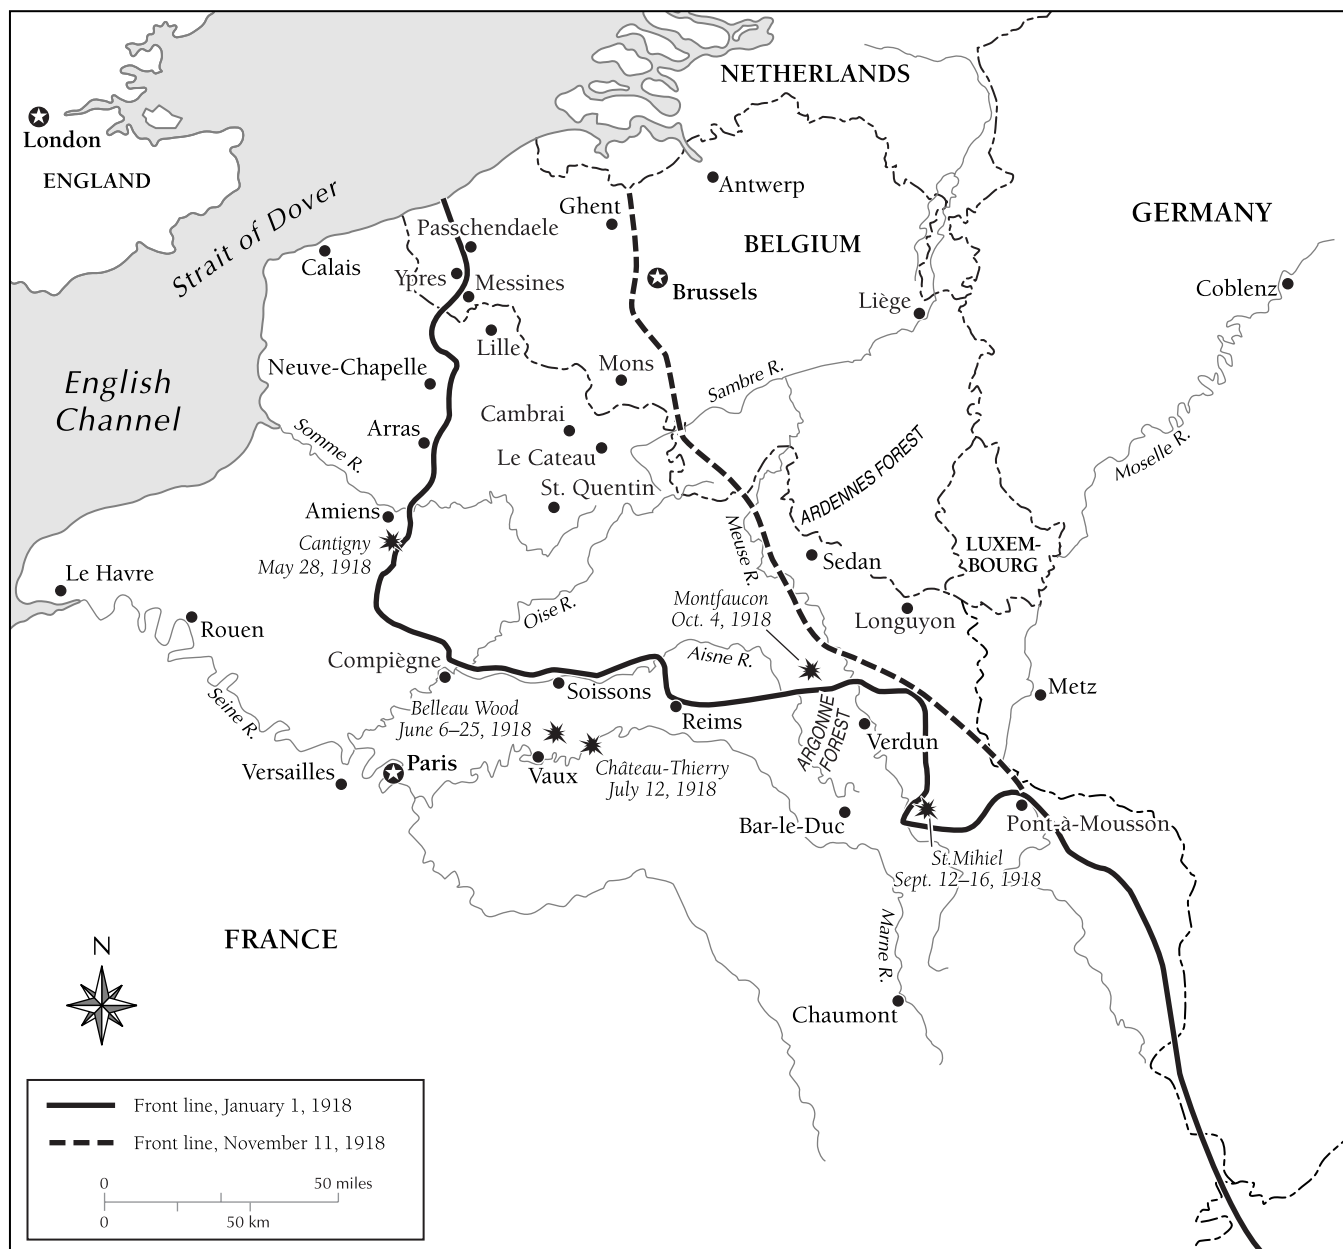 NETHERLANDS
London
ENGLAND
Strait of Dover
Antwerp
Ghent
Passchendaele
GERMANY
BELGIUM
Calais
Ypres
Messines
Brussels
Coblenz
Liège
Lille
Neuve-Chapelle
Mons
Sambre R.
English
Channel
Cambrai
Arras
Somme R.
Le Cateau
Moselle R.
ARDENNES FOREST
St. Quentin
Amiens
Cantigny
May 28, 1918
Meuse R.
LUXEM-
BOURG
Sedan
Le Havre
Montfaucon
Oct. 4, 1918
Oise R.
Longuyon
Rouen
Compiègne
Aisne R.
Soissons
Metz
Seine R.
Belleau Wood
June 6–25, 1918
Reims
ARGONNE
FOREST
Verdun
Versailles
Paris
Vaux
Château-Thierry
July 12, 1918
Bar-le-Duc
Pont-à-Mousson
St.Mihiel
Sept. 12–16, 1918
FRANCE
N
Marne R.
Chaumont
Front line, January 1, 1918
Front line, November 11, 1918
0 50 miles
0 50 km